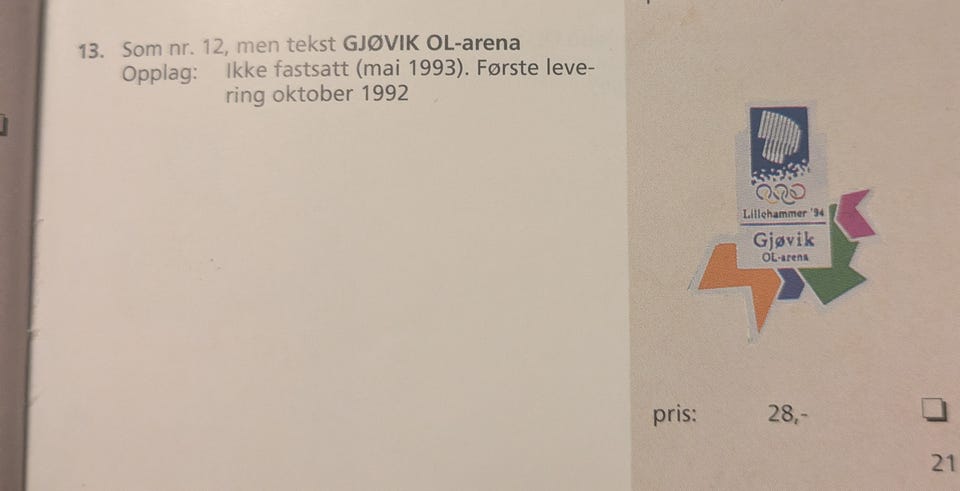 13. Som nr. 12, men tekst GJØVIK OL-arena
Opplag: Ikke fastsatt (mai 1993). Første leve-
ring oktober 1992
Lillehammer '94
Gjøvik
OL-arena
pris: 28,-
21